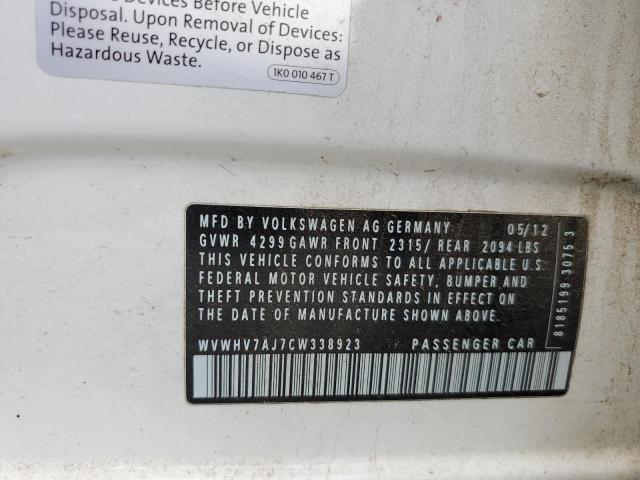 Devices Before Vehicle
Disposal. Upon Removal of Devices:
Please Reuse, Recycle, or Dispose as
Hazardous Waste.
1K0 010 467 T
MFD BY VOLKSWAGEN AG GERMANY 05/12
GVWR 4299 GAWR FRONT 2315/ REAR 2094 LBS
THIS VEHICLE CONFORMS TO ALL APPLICABLE U.S.
FEDERAL MOTOR VEHICLE SAFETY, BUMPER AND
THEFT PREVENTION STANDARDS IN EFFECT ON
THE DATE OF MANUFACTURE SHOWN ABOVE.
WVWHV7AJ7CW338923 PASSENGER CAR
8185199 3075 3